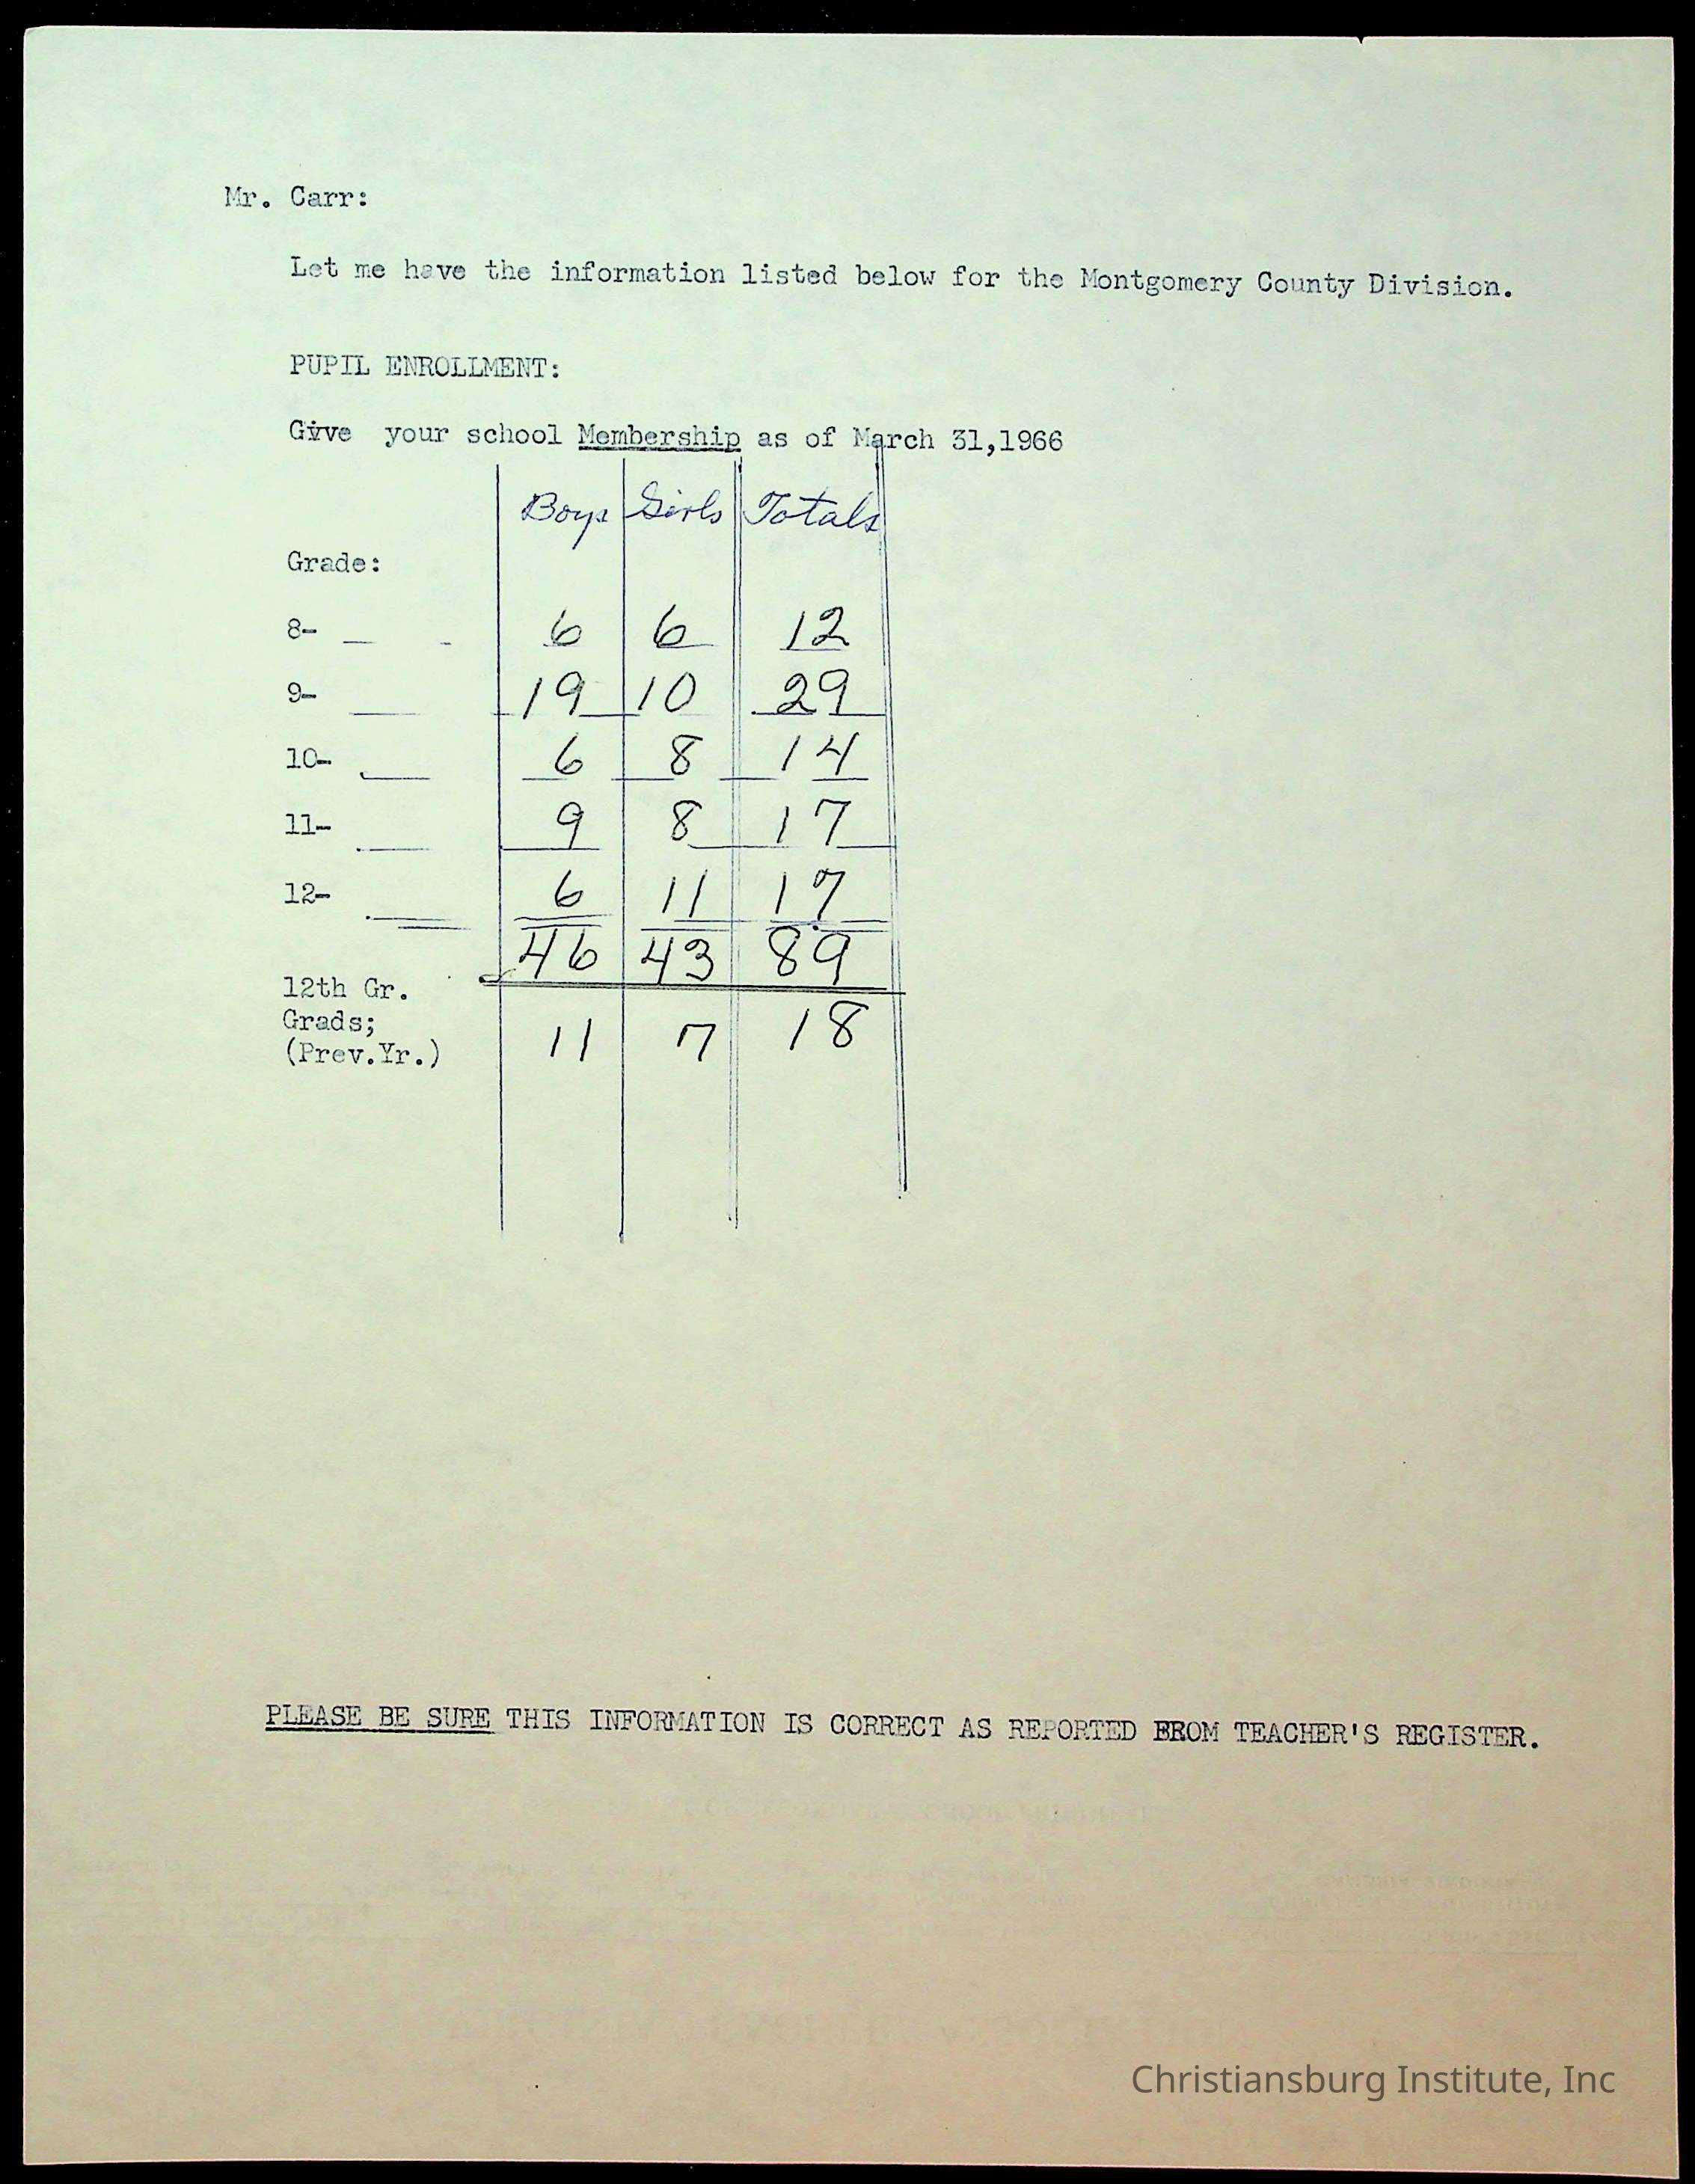 Mr. Carr:
Let me have the information listed below for the Montgomery County Division.
PUPIL ENROLLMENT:
Give your school Membership as of March 31,1966
Boys Girls Totals
Grade:
8- 6 6 12
9- 19 10 29
10- 6 8 14
11- 9 8 17
12- 6 11 17
46 43 89
12th Gr.
Grads;
(Prev.Yr.) 11 7 18
PLEASE BE SURE THIS INFORMATION IS CORRECT AS REPORTED FROM TEACHER'S REGISTER.
Christiansburg Institute, Inc